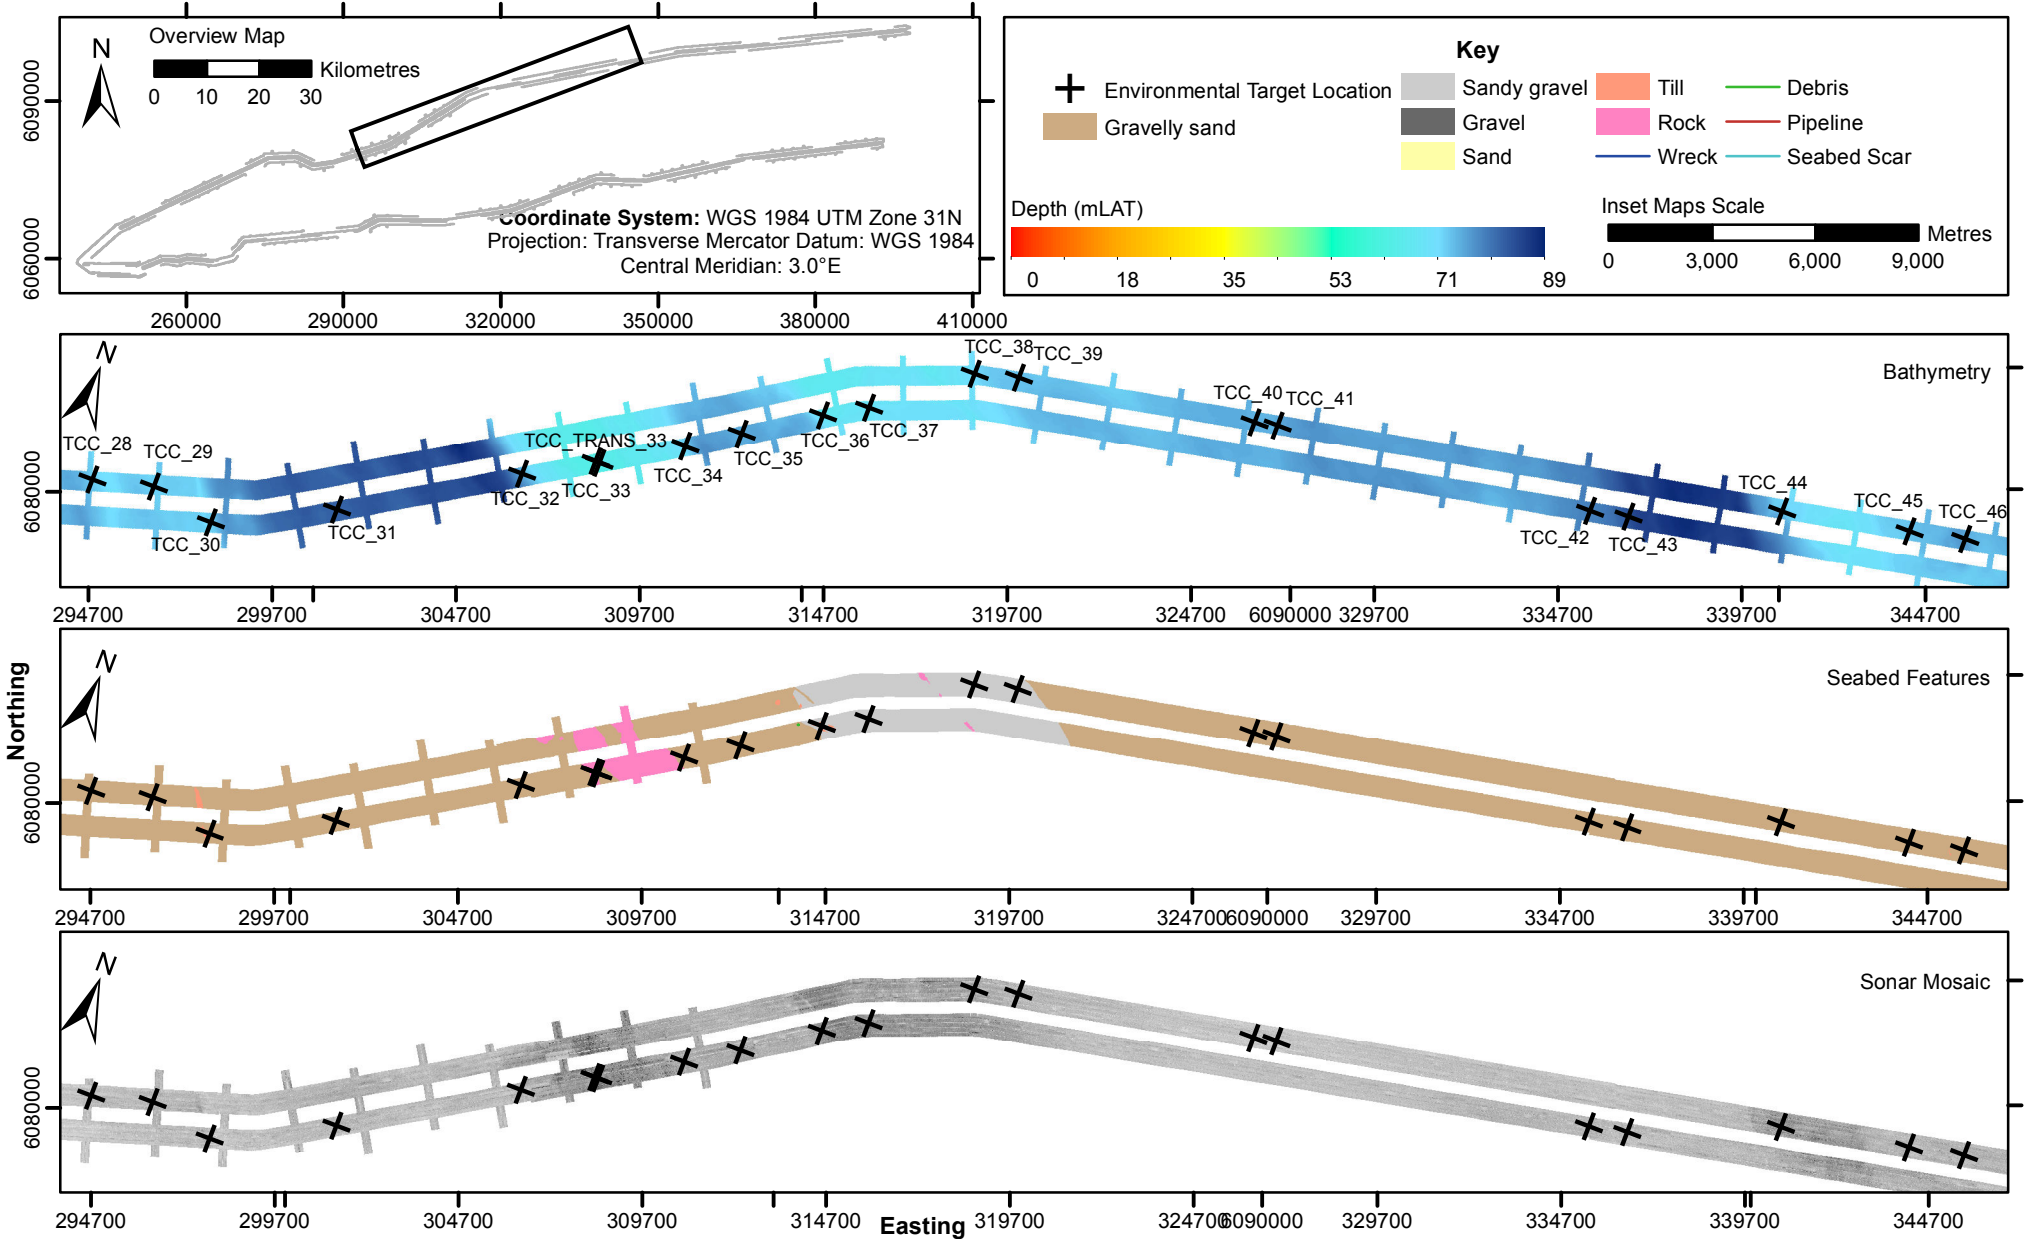 Overview Map
N
Kilometres
0 10 20 30
6090000
6060000
Coordinate System: WGS 1984 UTM Zone 31N
Projection: Transverse Mercator Datum: WGS 1984
Central Meridian: 3.0°E
260000 290000 320000 350000 380000 410000
Key
Environmental Target Location
Gravelly sand
Sandy gravel
Gravel
Sand
Till
Rock
Wreck
Debris
Pipeline
Seabed Scar
Depth (mLAT)
0 18 35 53 71 89
Inset Maps Scale
Metres
0 3,000 6,000 9,000
N
Bathymetry
TCC_38 TCC_39
TCC_40 TCC_41
TCC_28 TCC_29
TCC_TRANS_33
TCC_36 TCC_37
TCC_35
TCC_34
TCC_32 TCC_33
TCC_30 TCC_31
TCC_44
TCC_45
TCC_46
TCC_42 TCC_43
6080000
294700 299700 304700 309700 314700 319700 324700 6090000 329700 334700 339700 344700
N
Seabed Features
6080000
294700 299700 304700 309700 314700 319700 324700 6090000 329700 334700 339700 344700
N
Sonar Mosaic
6080000
294700 299700 304700 309700 314700 319700 324700 6090000 329700 334700 339700 344700
Northing
Easting